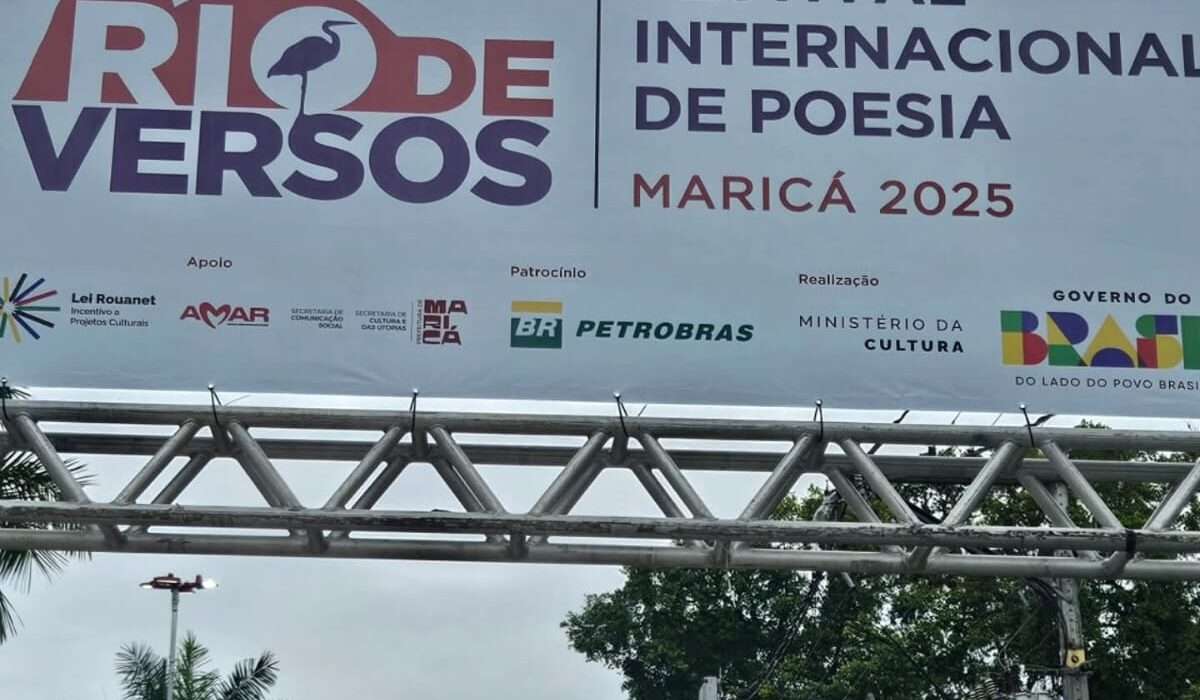 RIO DE
VERSOS
INTERNACIONAL
DE POESIA
MARICÁ 2025
Apoio
Lei Rouanet
Incentivo a
Projetos Culturais
AMAR
SECRETARIA DE
COMUNICAÇÃO
SOCIAL
SECRETARIA DE
CULTURA E
DAS UTOPIAS
PREFEITURA DE
MARICÁ
Patrocínio
BR PETROBRAS
Realização
MINISTÉRIO DA
CULTURA
GOVERNO DO
BRASIL
DO LADO DO POVO BRASI